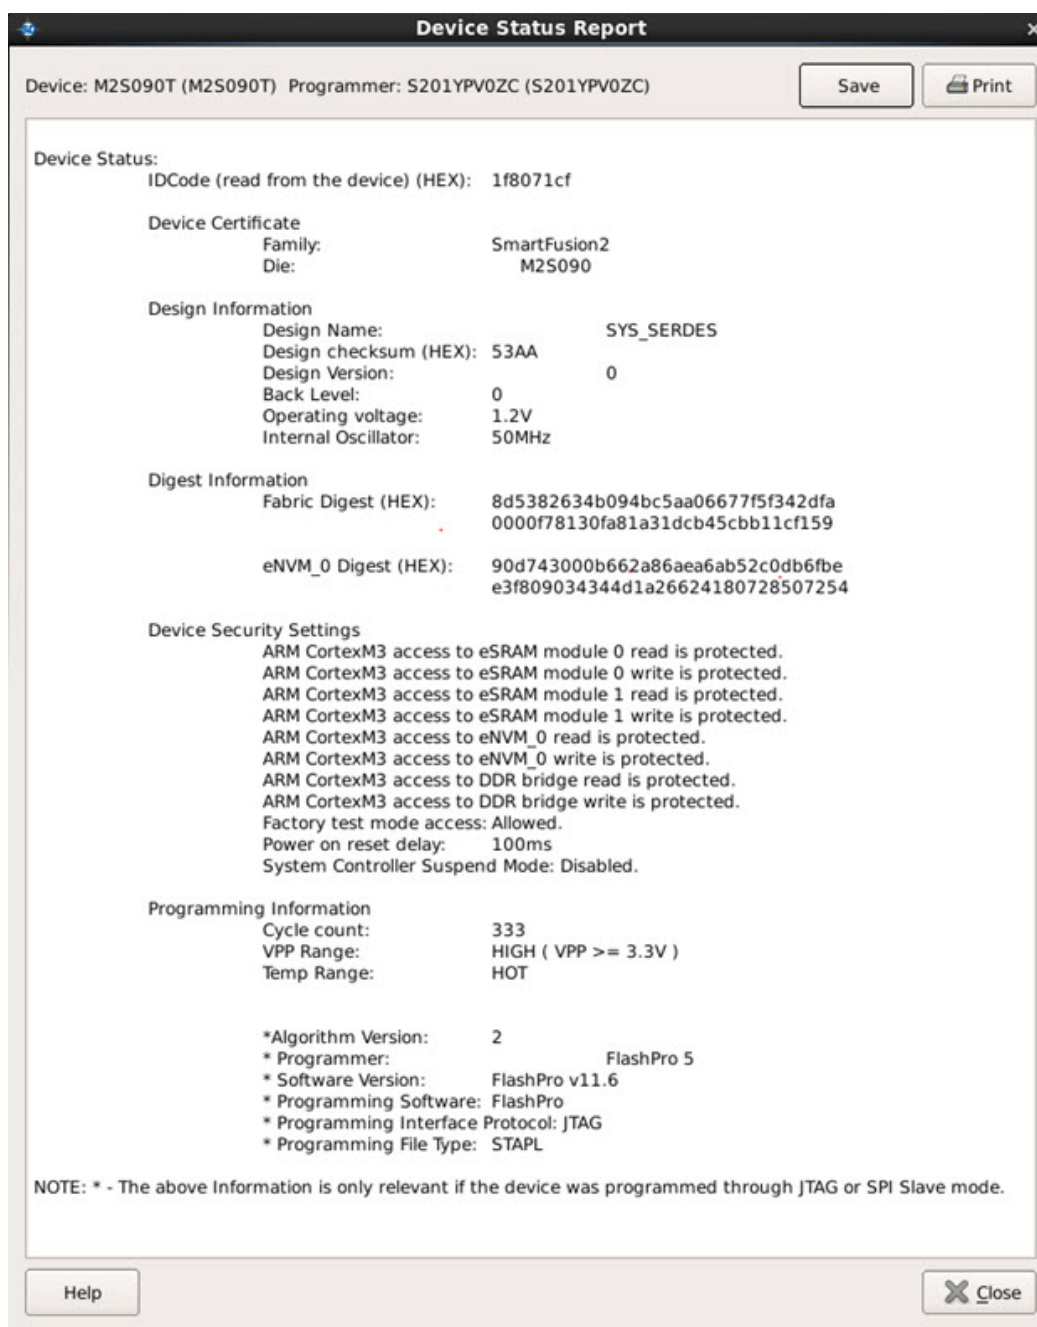 Device Status Report
Device: M2S090T (M2S090T) Programmer: S201YPV0ZC (S201YPV0ZC)
Save
Print
Device Status:
IDCode (read from the device) (HEX): 1f8071cf
Device Certificate
Family: SmartFusion2
Die: M2S090
Design Information
Design Name: SYS_SERDES
Design checksum (HEX): 53AA
Design Version: 0
Back Level: 0
Operating voltage: 1.2V
Internal Oscillator: 50MHz
Digest Information
Fabric Digest (HEX): 8d5382634b094bc5aa06677f5f342dfa
0000f78130fa81a31dcb45cbb11cf159
eNVM_0 Digest (HEX): 90d743000b662a86aea6ab52c0db6fbe
e3f809034344d1a26624180728507254
Device Security Settings
ARM CortexM3 access to eSRAM module 0 read is protected.
ARM CortexM3 access to eSRAM module 0 write is protected.
ARM CortexM3 access to eSRAM module 1 read is protected.
ARM CortexM3 access to eSRAM module 1 write is protected.
ARM CortexM3 access to eNVM_0 read is protected.
ARM CortexM3 access to eNVM_0 write is protected.
ARM CortexM3 access to DDR bridge read is protected.
ARM CortexM3 access to DDR bridge write is protected.
Factory test mode access: Allowed.
Power on reset delay: 100ms
System Controller Suspend Mode: Disabled.
Programming Information
Cycle count: 333
VPP Range: HIGH ( VPP >= 3.3V )
Temp Range: HOT
*Algorithm Version: 2
* Programmer: FlashPro 5
* Software Version: FlashPro v11.6
* Programming Software: FlashPro
* Programming Interface Protocol: JTAG
* Programming File Type: STAPL
NOTE: * - The above Information is only relevant if the device was programmed through JTAG or SPI Slave mode.
Help
Close